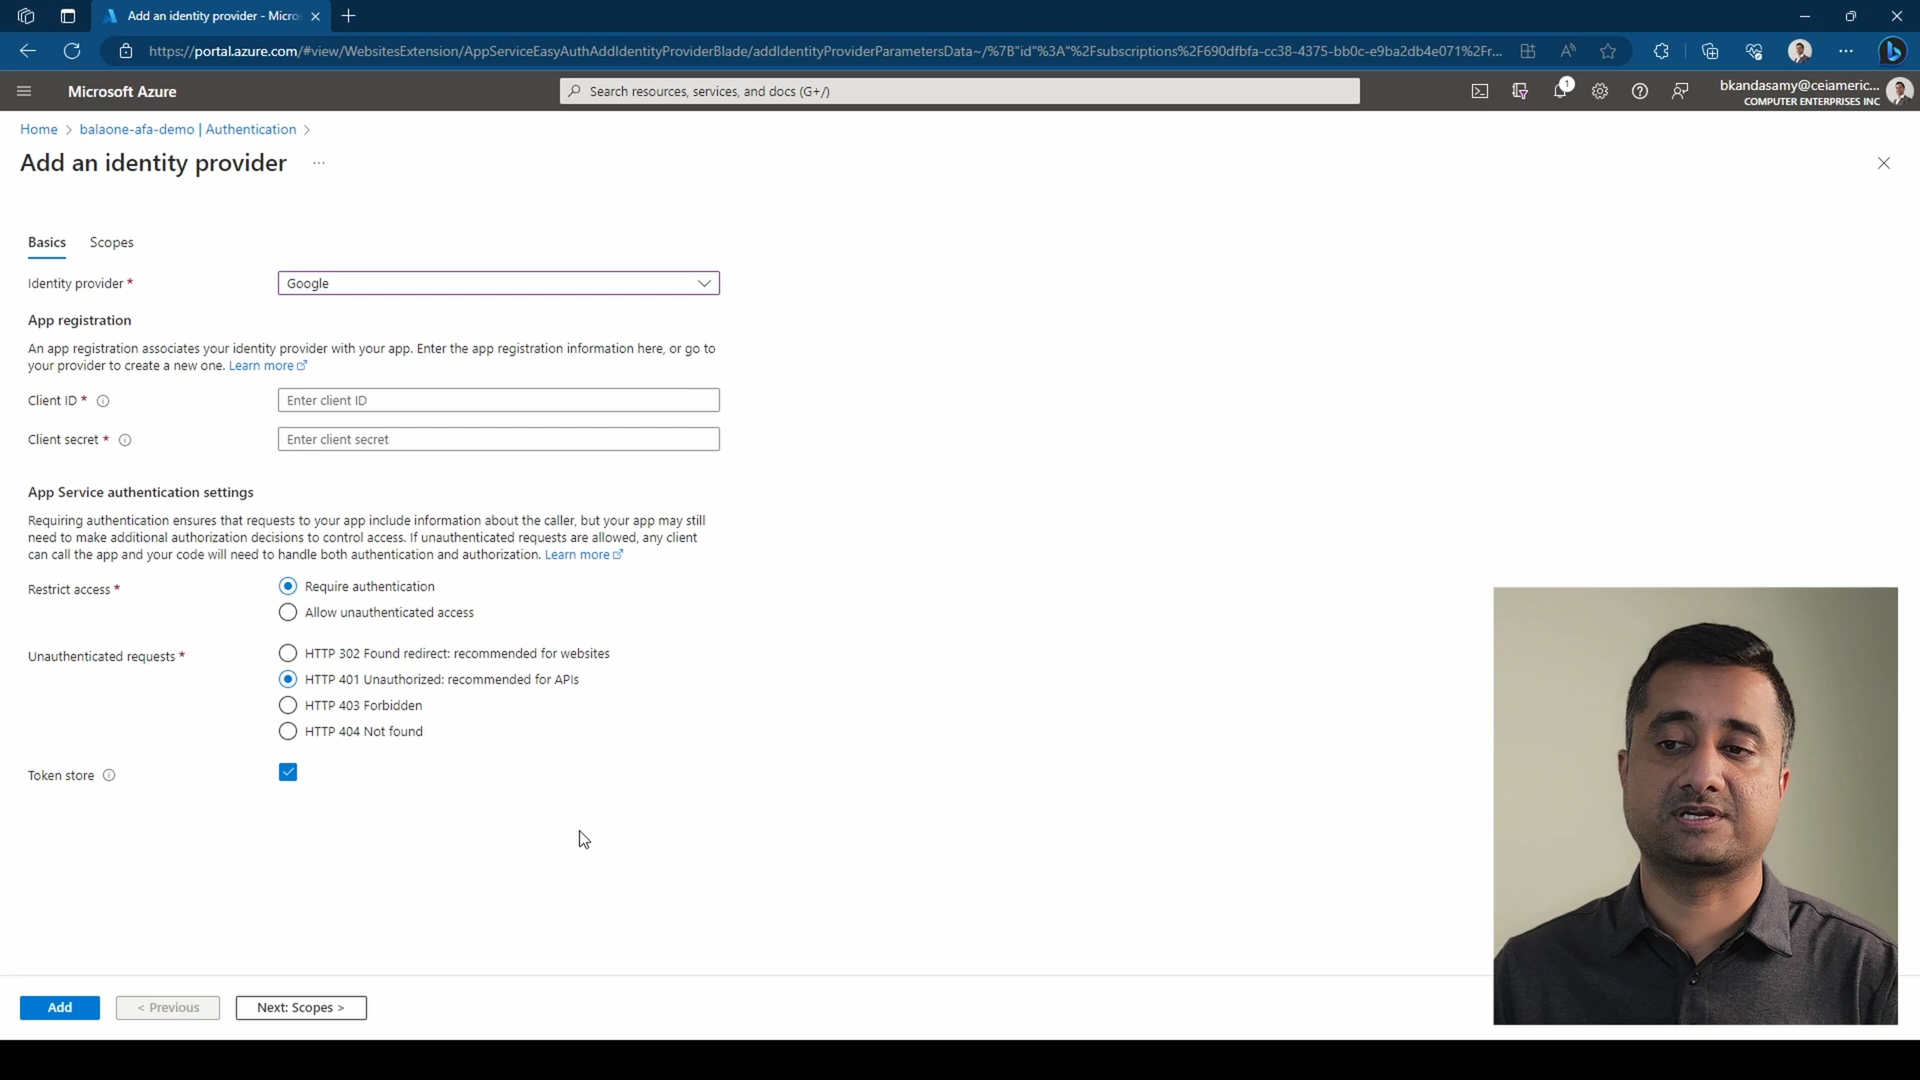 Add an identity provider - Micros
https://portal.azure.com/#view/WebsitesExtension/AppServiceEasyAuthAddIdentityProviderBlade/addIdentityProviderParametersData~/%7B"id"%3A"%2Fsubscriptions%2F690dfbfa-cc38-4375-bb0c-e9ba2db4e071%2Fr...
Microsoft Azure
Search resources, services, and docs (G+/)
1
bkandasamy@ceiameric...
COMPUTER ENTERPRISES INC
Home > balaone-afa-demo | Authentication >
Add an identity provider ...
Basics Scopes
Identity provider * Google
App registration
An app registration associates your identity provider with your app. Enter the app registration information here, or go to
your provider to create a new one. Learn more
Client ID * Enter client ID
Client secret * Enter client secret
App Service authentication settings
Requiring authentication ensures that requests to your app include information about the caller, but your app may still
need to make additional authorization decisions to control access. If unauthenticated requests are allowed, any client
can call the app and your code will need to handle both authentication and authorization. Learn more
Restrict access * Require authentication
Allow unauthenticated access
Unauthenticated requests * HTTP 302 Found redirect: recommended for websites
HTTP 401 Unauthorized: recommended for APIs
HTTP 403 Forbidden
HTTP 404 Not found
Token store
Add < Previous Next: Scopes >